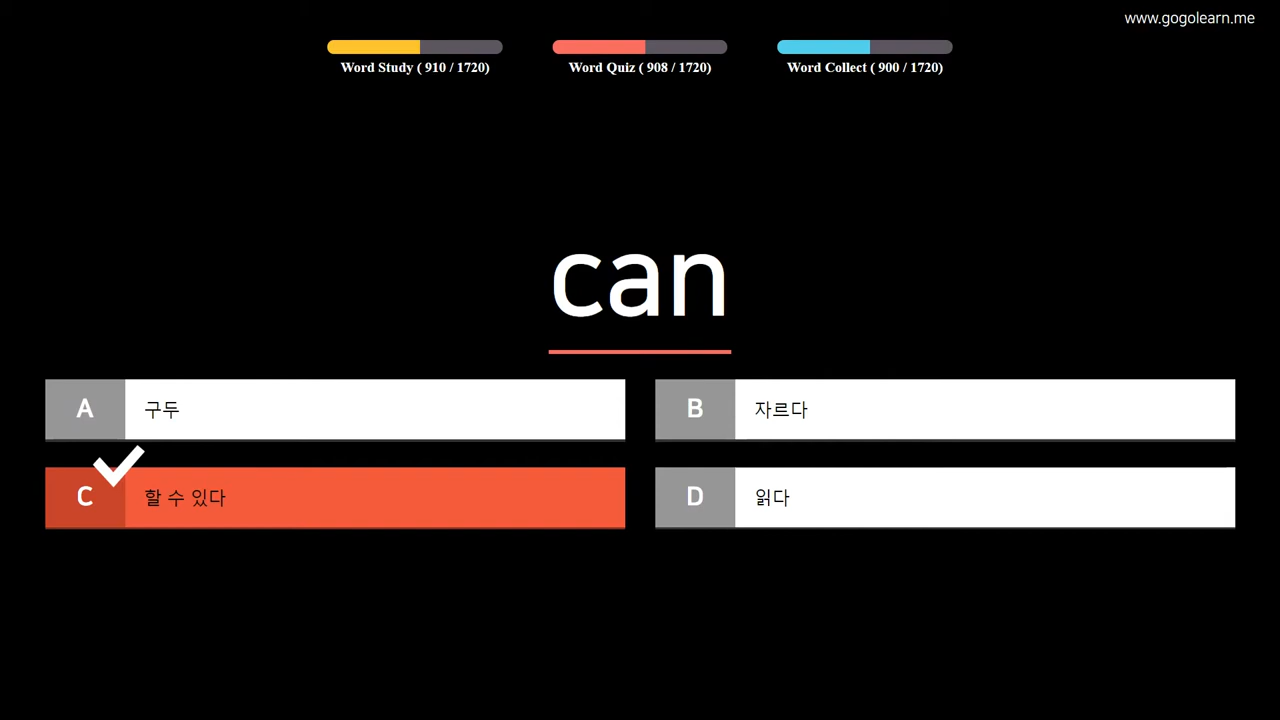 www.gogolearn.me
Word Study ( 910 / 1720)
Word Quiz ( 908 / 1720)
Word Collect ( 900 / 1720)
can
A 구두
B 자르다
C 할 수 있다
D 읽다